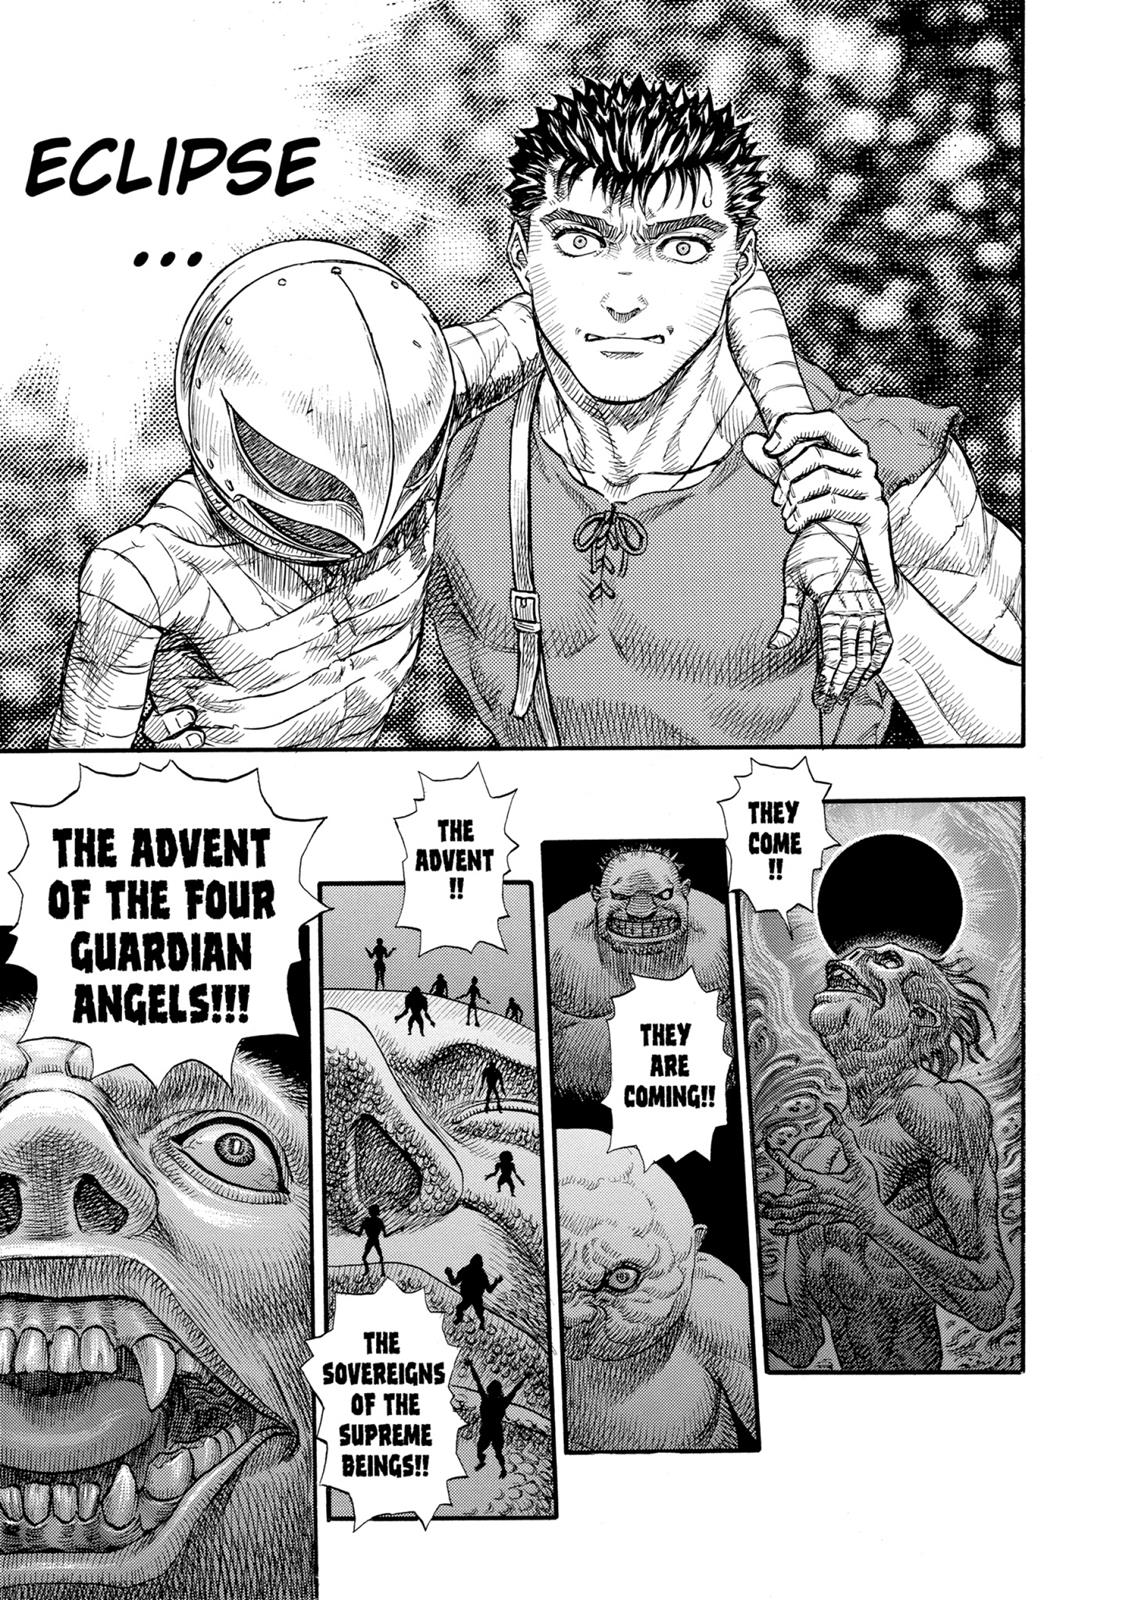 ECLIPSE
...
THEY
COME
!!
THEY
ARE
COMING!!
THE
ADVENT
!!
THE
SOVEREIGNS
OF THE
SUPREME
BEINGS!!
THE ADVENT
OF THE FOUR
GUARDIAN
ANGELS!!!